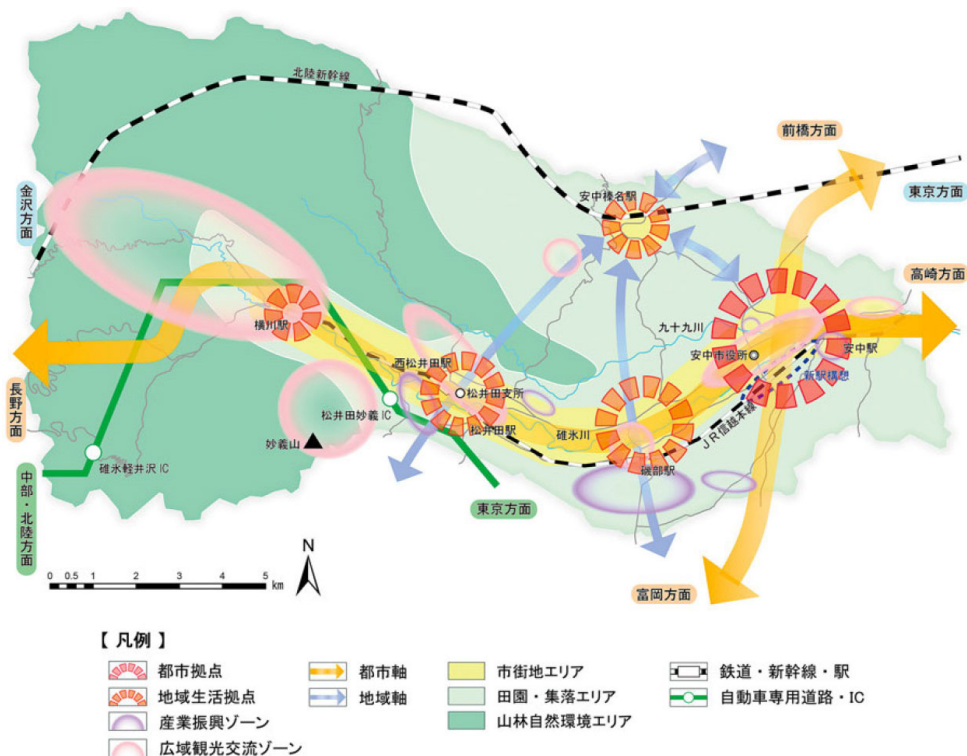 北陸新幹線
前橋方面
金沢方面
安中榛名駅
東京方面
高崎方面
横川駅
九十九川
西松井田駅
安中市役所
安中駅
新駅構想
松井田支所
長野方面
松井田妙義IC
松井田駅
碓氷川
JR信越本線
妙義山
磯部駅
碓氷軽井沢IC
中部・北陸方面
東京方面
富岡方面
N
0 0.5 1 2 3 4 5
km
【 凡例 】
都市拠点
都市軸
市街地エリア
鉄道・新幹線・駅
地域生活拠点
地域軸
田園・集落エリア
自動車専用道路・IC
産業振興ゾーン
山林自然環境エリア
広域観光交流ゾーン